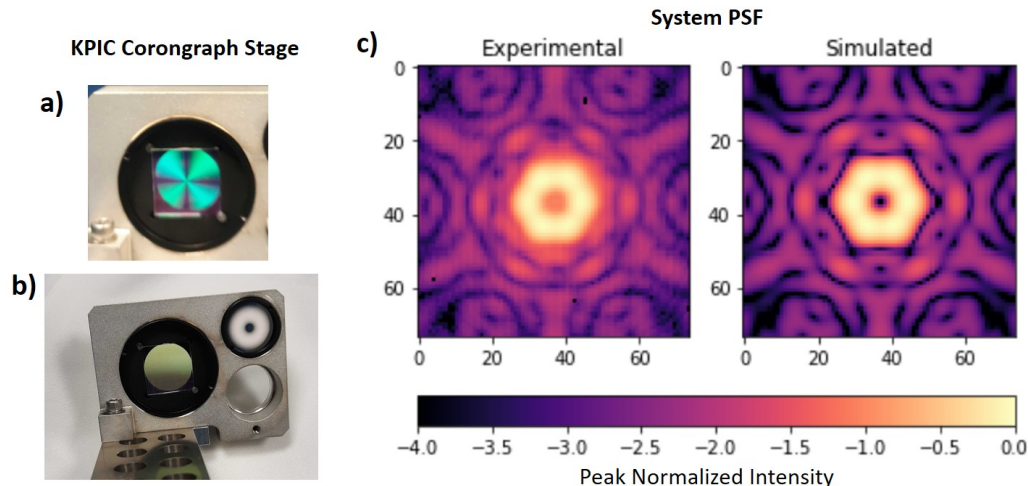 KPIC Corongraph Stage
a)
b)
c)
System PSF
Experimental
Simulated
0
20
40
60
0 20 40 60
0
20
40
60
0 20 40 60
−4.0 −3.5 −3.0 −2.5 −2.0 −1.5 −1.0 −0.5 0.0
Peak Normalized Intensity